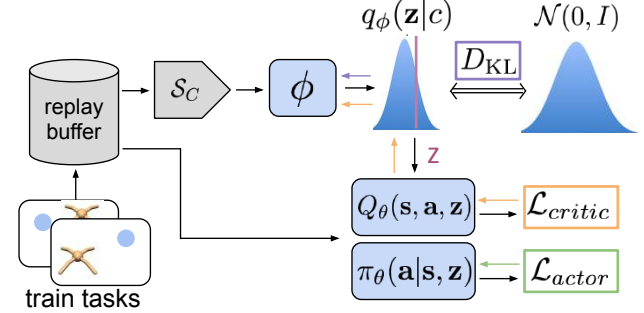 q_ϕ(z|c)
𝒩(0, I)
D_KL
replay
buffer
𝒮_C
ϕ
z
Q_θ(s, a, z)
ℒ_critic
π_θ(a|s, z)
ℒ_actor
train tasks